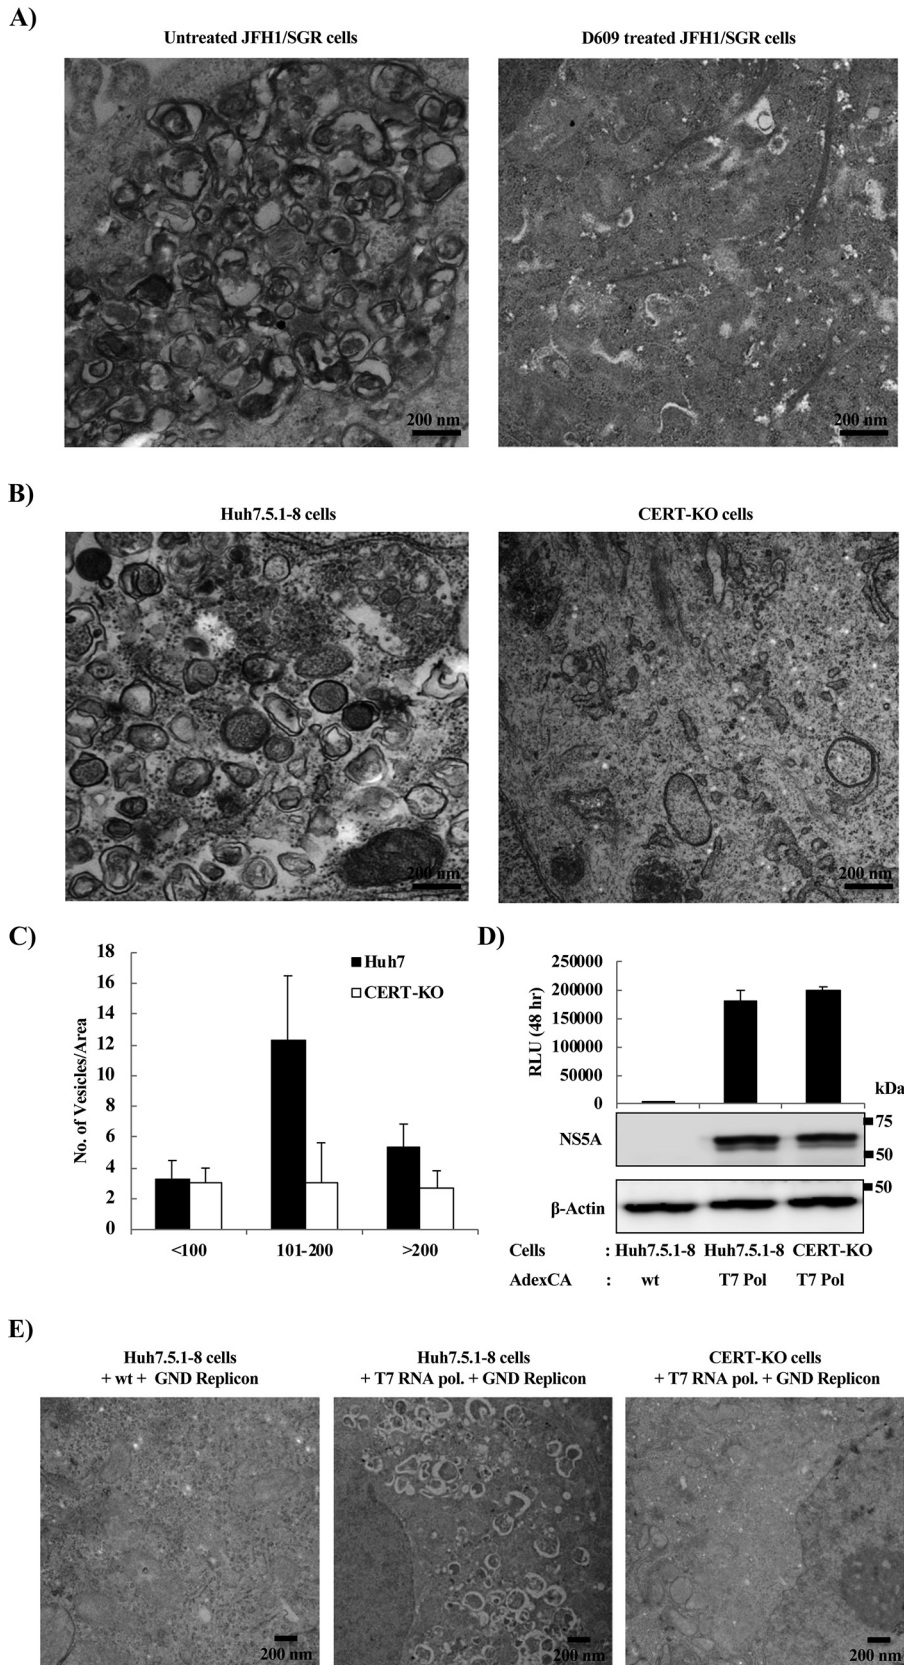 A)
Untreated JFH1/SGR cells
D609 treated JFH1/SGR cells
200 nm
200 nm
B)
Huh7.5.1-8 cells
CERT-KO cells
200 nm
200 nm
C)
No. of Vesicles/Area
18
16
14
12
10
8
6
4
2
0
Huh7
CERT-KO
<100
101-200
>200
D)
RLU (48 hr)
250000
200000
150000
100000
50000
0
kDa
NS5A
75
50
β-Actin
50
Cells : Huh7.5.1-8 Huh7.5.1-8 CERT-KO
AdexCA : wt T7 Pol T7 Pol
E)
Huh7.5.1-8 cells
+ wt + GND Replicon
Huh7.5.1-8 cells
+ T7 RNA pol. + GND Replicon
CERT-KO cells
+ T7 RNA pol. + GND Replicon
200 nm
200 nm
200 nm